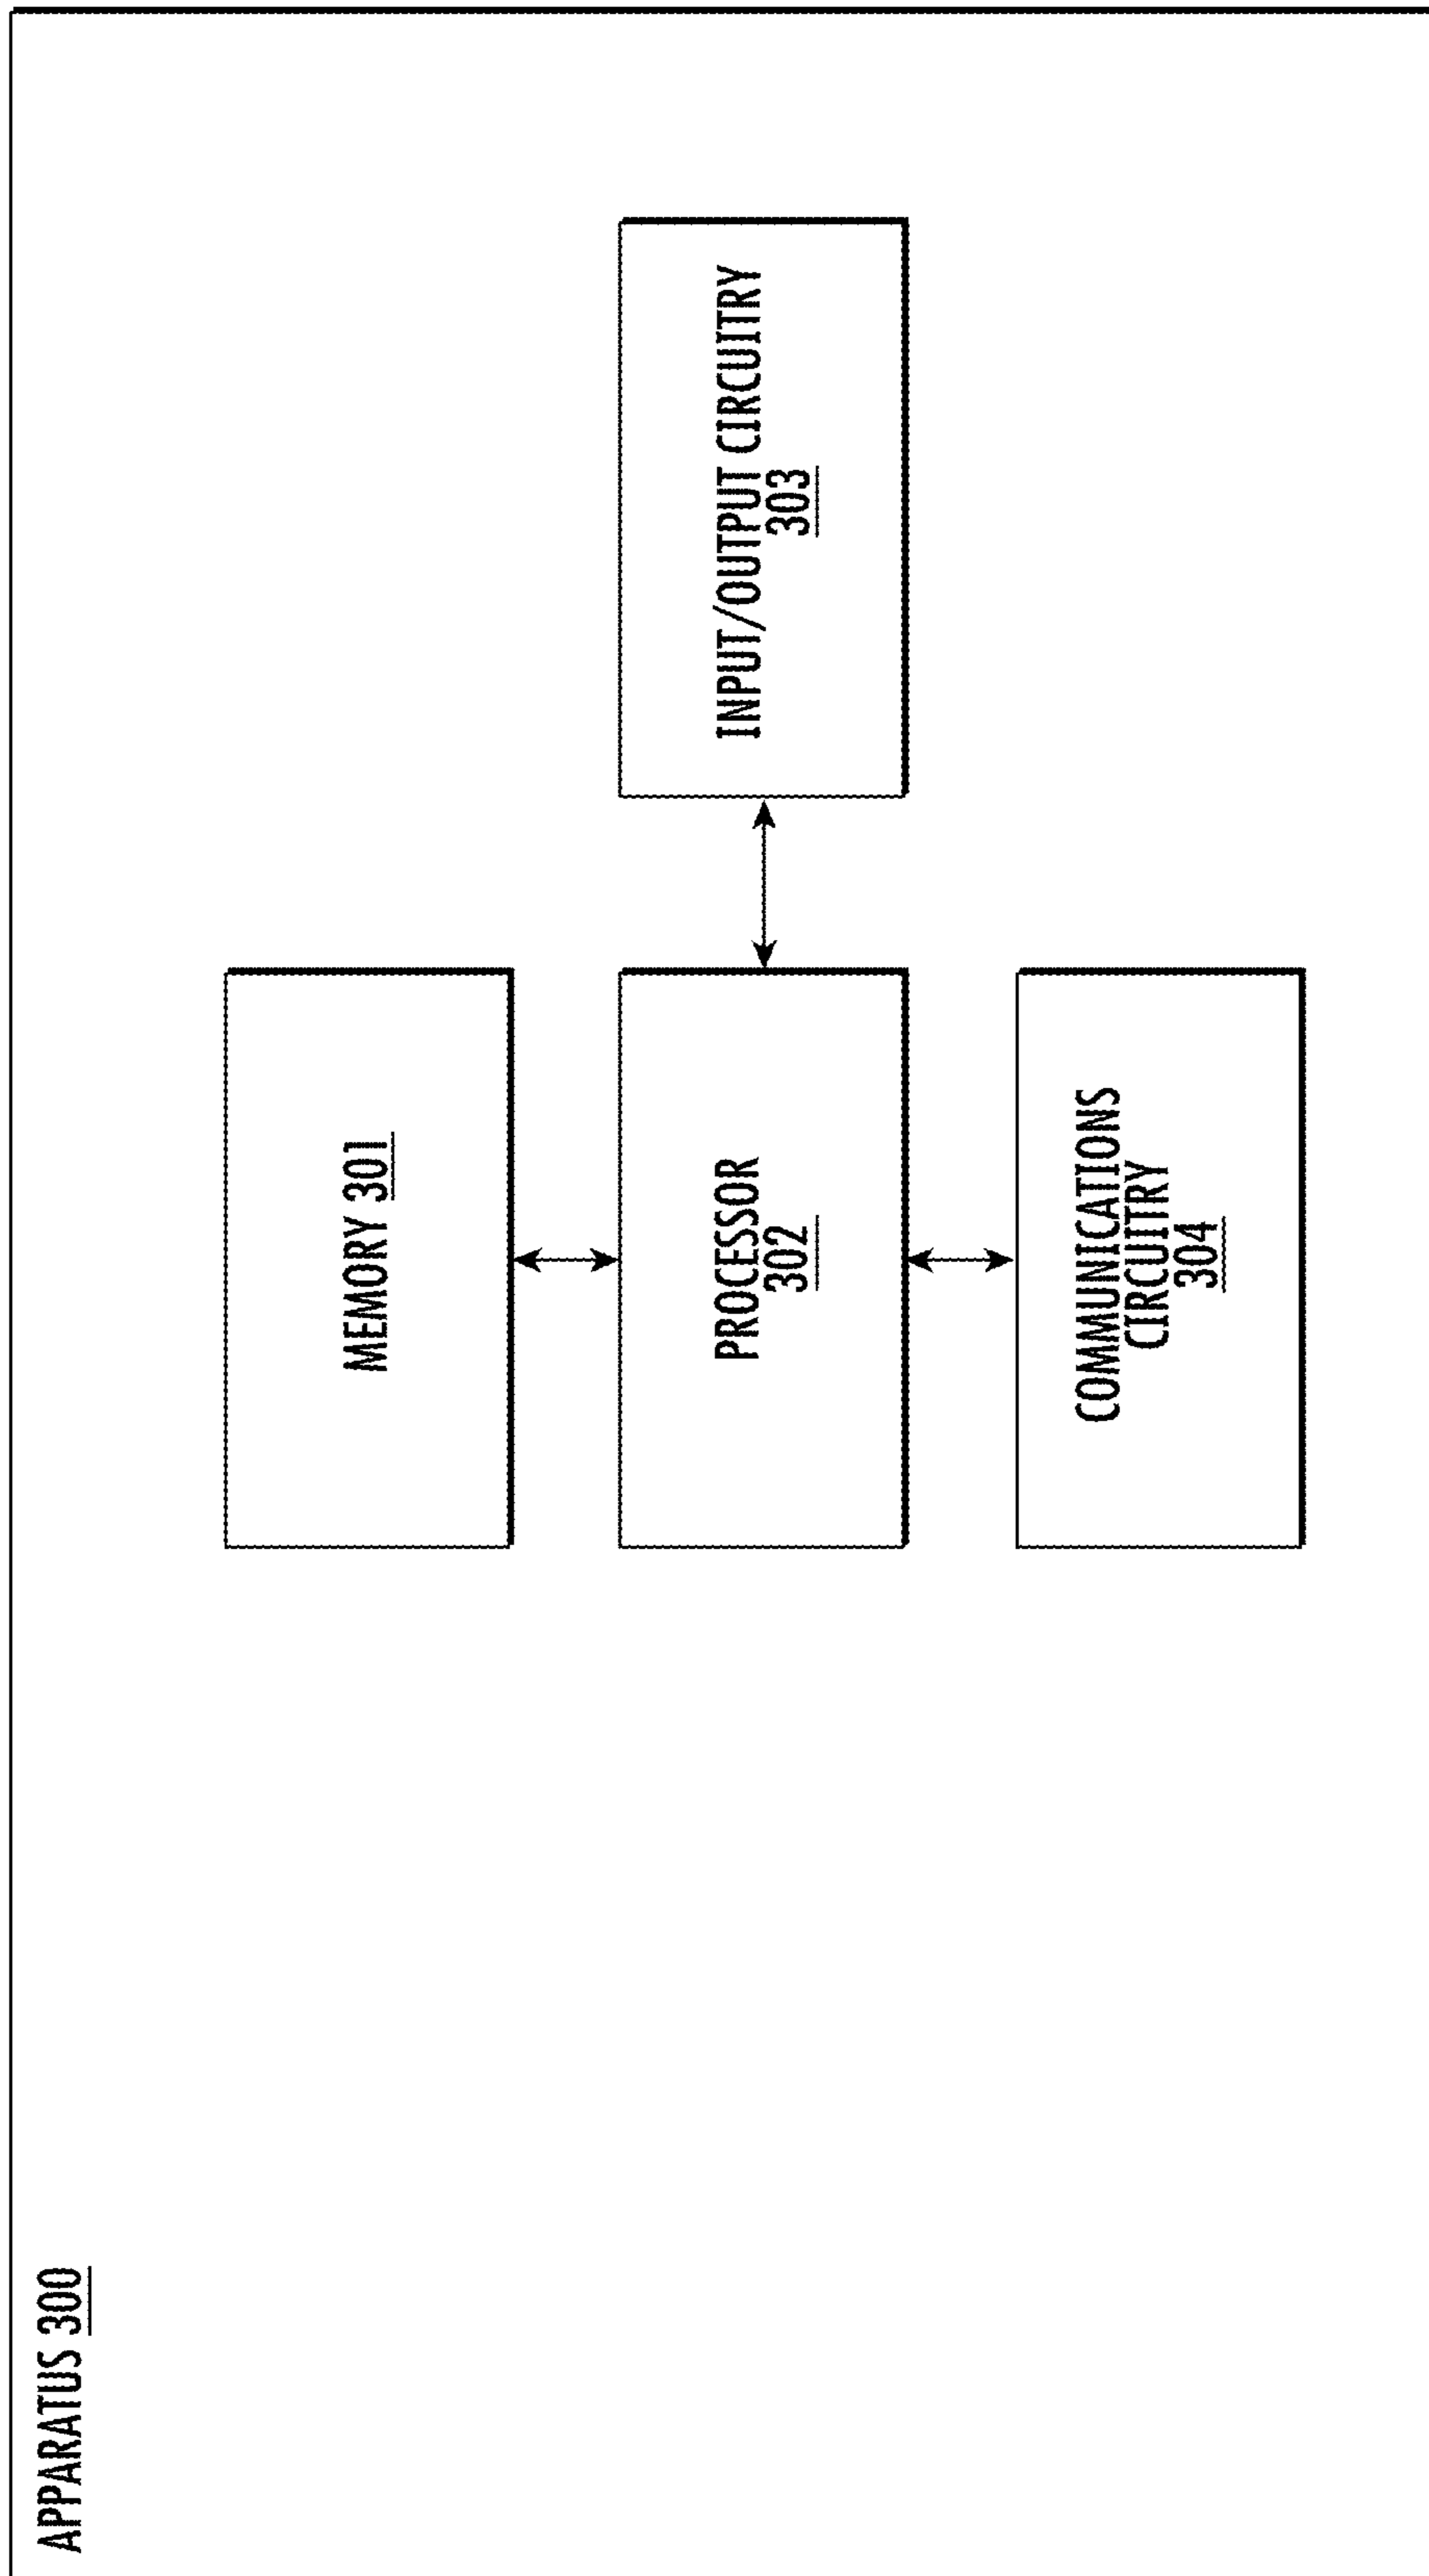 APPARATUS 300
MEMORY 301
PROCESSOR
302
INPUT/OUTPUT CIRCUITRY
303
COMMUNICATIONS
CIRCUITRY
304